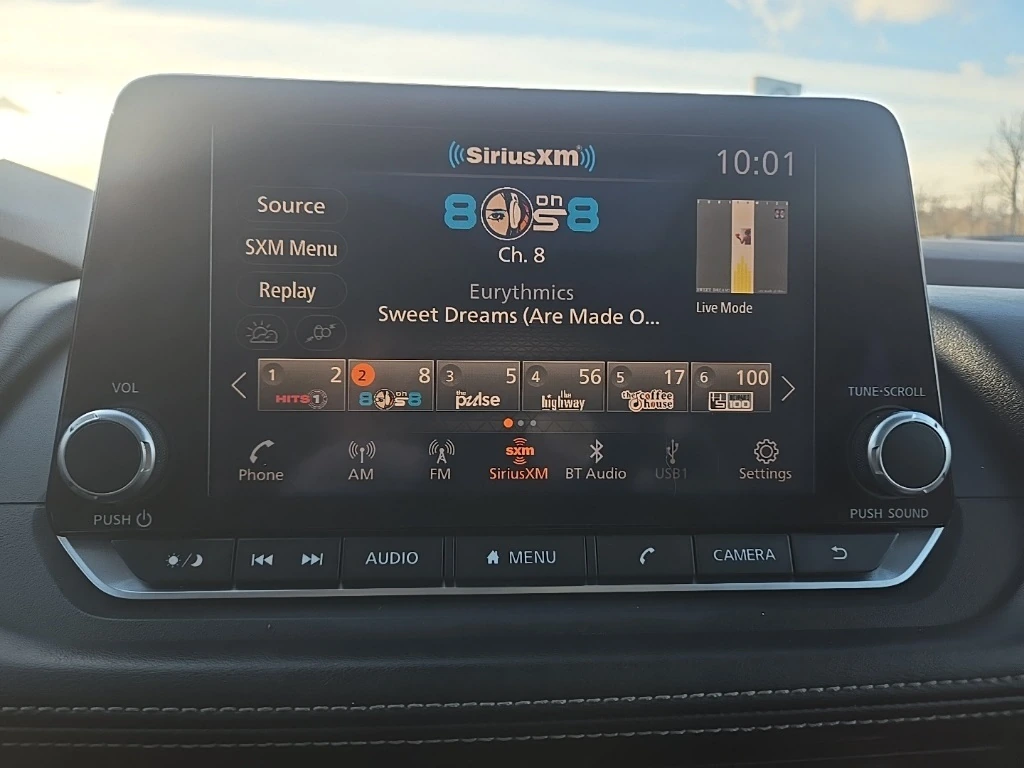 SiriusXM
10:01
Source
8 on 8
SXM Menu
Ch. 8
Replay
Eurythmics
Sweet Dreams (Are Made O...
Live Mode
1 2 2 8 3 5 4 56 5 17 6 100
HITS 1 8 on 8 the pulse the highway the coffee house
VOL
TUNE·SCROLL
sxm
Phone AM FM SiriusXM BT Audio USB1 Settings
PUSH
PUSH SOUND
AUDIO MENU CAMERA